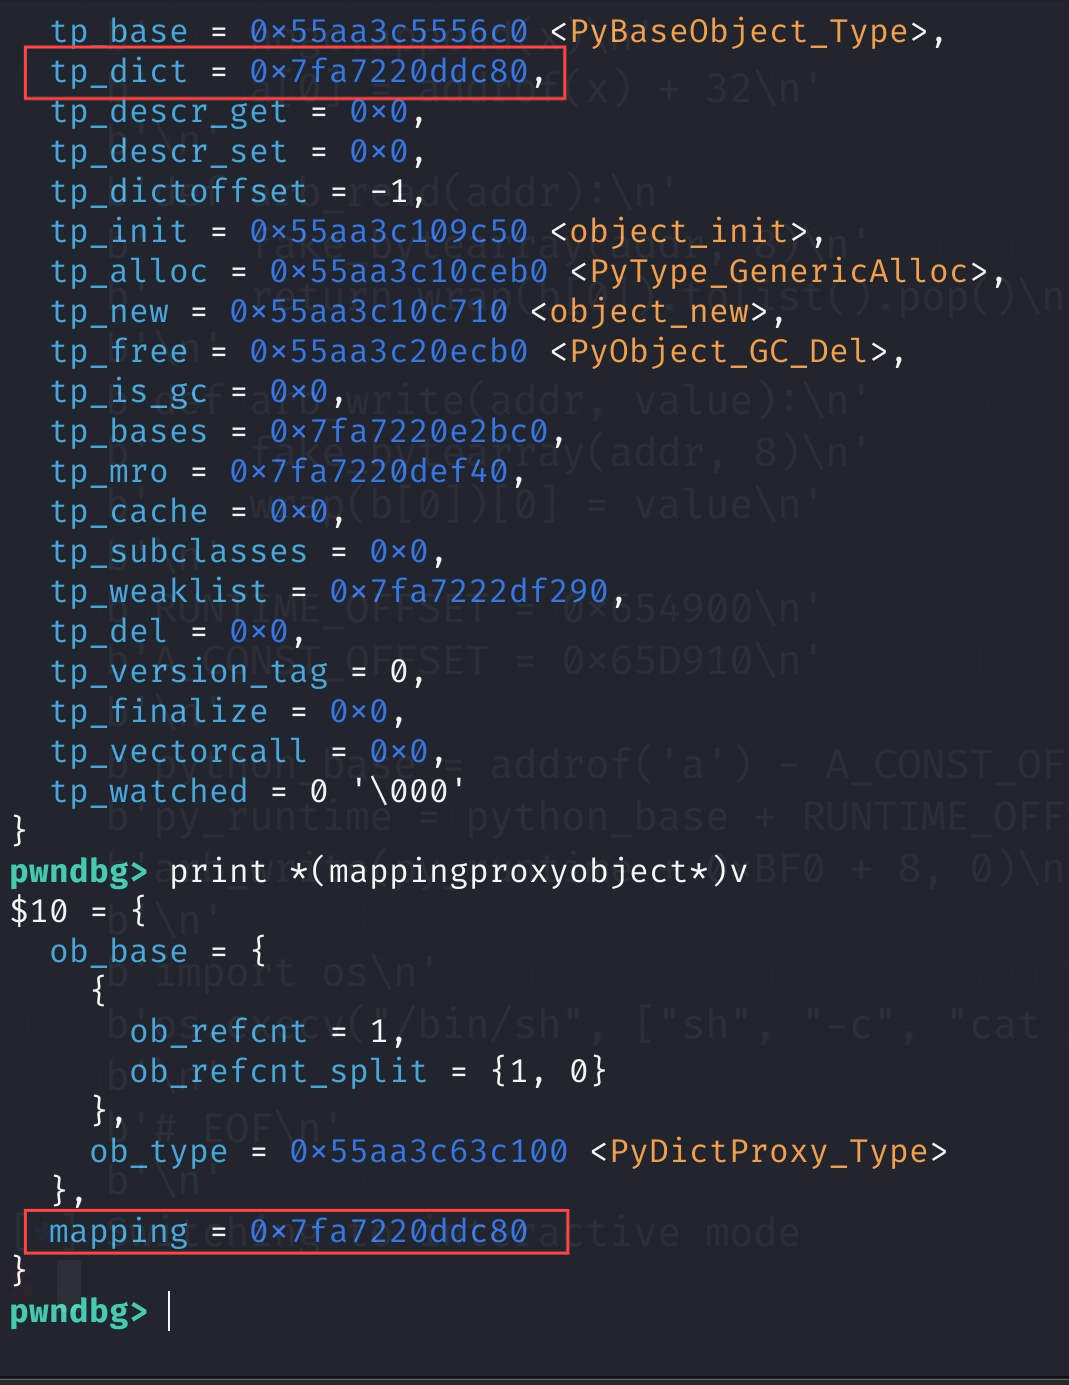 tp_base = 0x55aa3c5556c0 <PyBaseObject_Type>,
tp_dict = 0x7fa7220ddc80,
tp_descr_get = 0x0,
tp_descr_set = 0x0,
tp_dictoffset = -1,
tp_init = 0x55aa3c109c50 <object_init>,
tp_alloc = 0x55aa3c10ceb0 <PyType_GenericAlloc>,
tp_new = 0x55aa3c10c710 <object_new>,
tp_free = 0x55aa3c20ecb0 <PyObject_GC_Del>,
tp_is_gc = 0x0,
tp_bases = 0x7fa7220e2bc0,
tp_mro = 0x7fa7220def40,
tp_cache = 0x0,
tp_subclasses = 0x0,
tp_weaklist = 0x7fa7222df290,
tp_del = 0x0,
tp_version_tag = 0,
tp_finalize = 0x0,
tp_vectorcall = 0x0,
tp_watched = 0 '\000'
}
pwndbg> print *(mappingproxyobject*)v
$10 = {
ob_base = {
{
ob_refcnt = 1,
ob_refcnt_split = {1, 0}
},
ob_type = 0x55aa3c63c100 <PyDictProxy_Type>
},
mapping = 0x7fa7220ddc80
}
pwndbg>